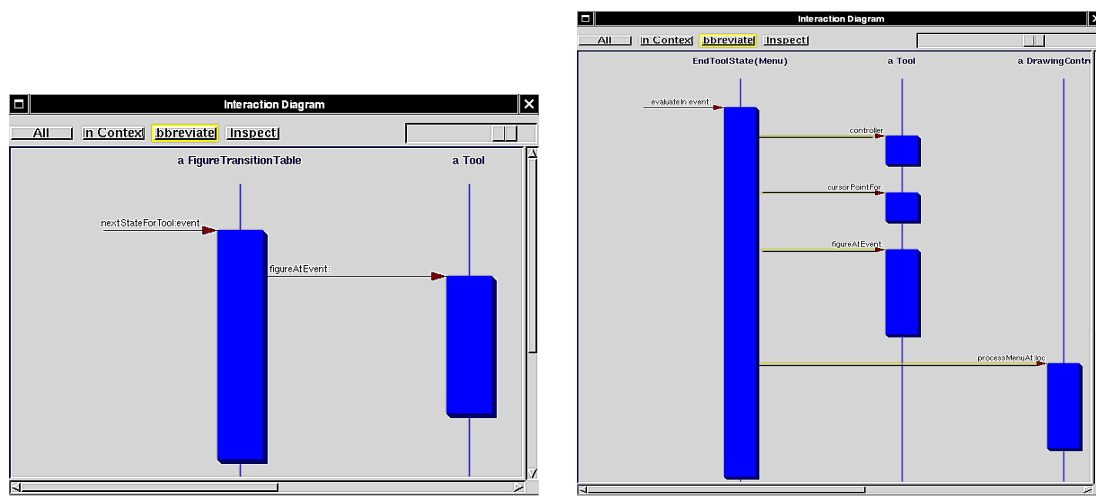 Interaction Diagram
All n Contex bbreviate Inspect
a FigureTransitionTable a Tool
nextStateForTool:event
figureAtEvent:
Interaction Diagram
All n Contex bbreviate Inspect
EndToolState(Menu) a Tool a DrawingContr
evaluateIn:event:
controller
cursorPointFor:
figureAtEvent:
processMenuAt:loc